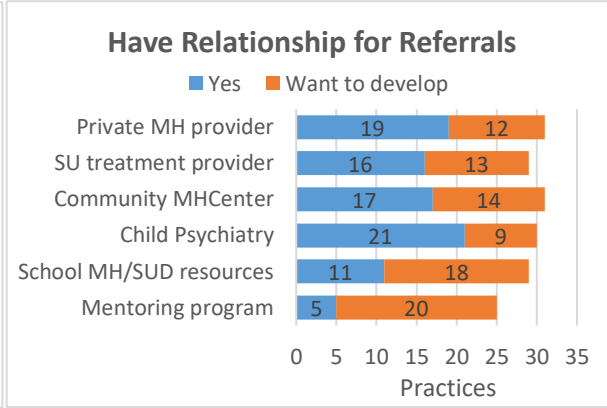 Have Relationship for Referrals
Yes Want to develop
Private MH provider 19 12
SU treatment provider 16 13
Community MHCenter 17 14
Child Psychiatry 21 9
School MH/SUD resources 11 18
Mentoring program 5 20
0 5 10 15 20 25 30 35
Practices